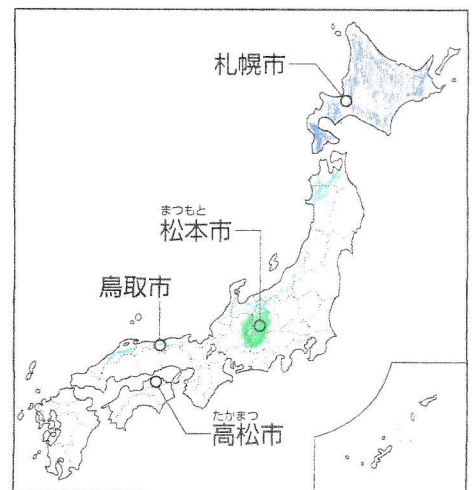 札幌市
まつもと
松本市
鳥取市
たかまつ
高松市